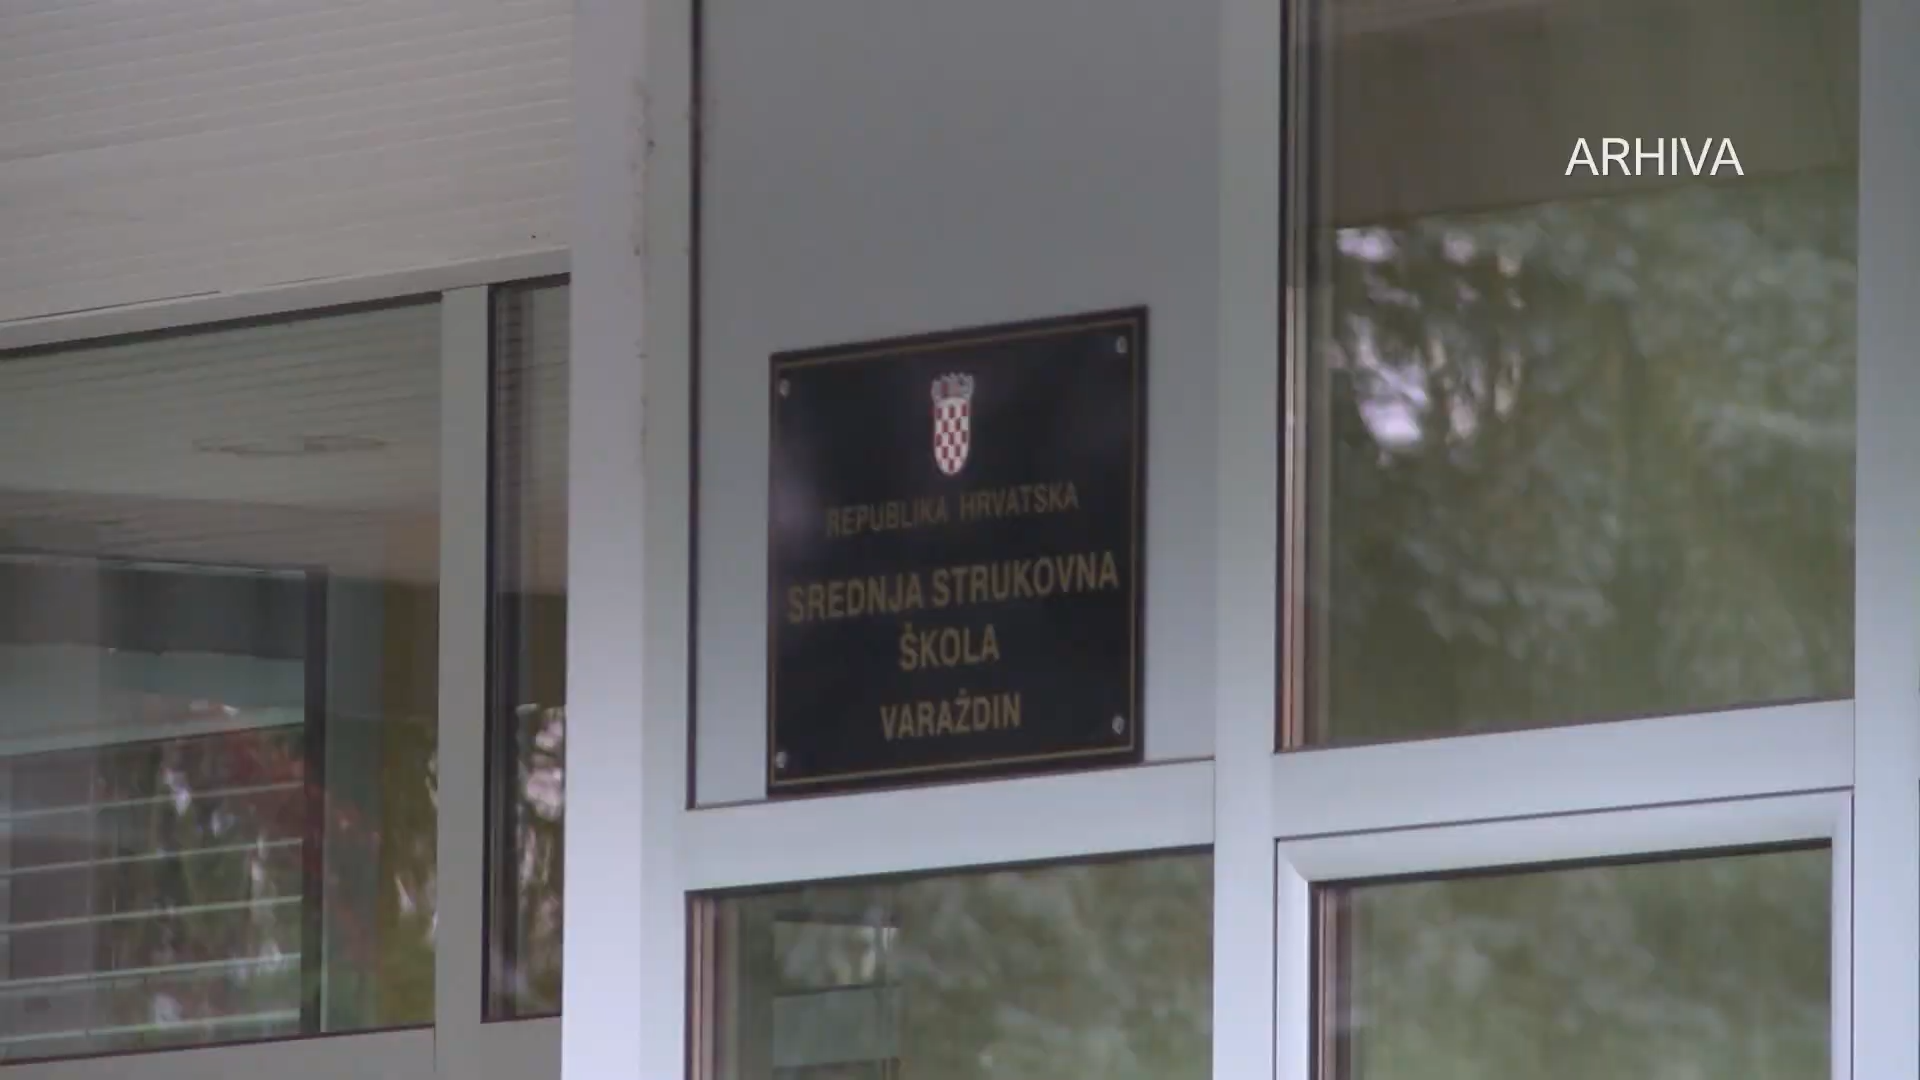 ARHIVA
REPUBLIKA HRVATSKA
SREDNJA STRUKOVNA
ŠKOLA
VARAŽDIN